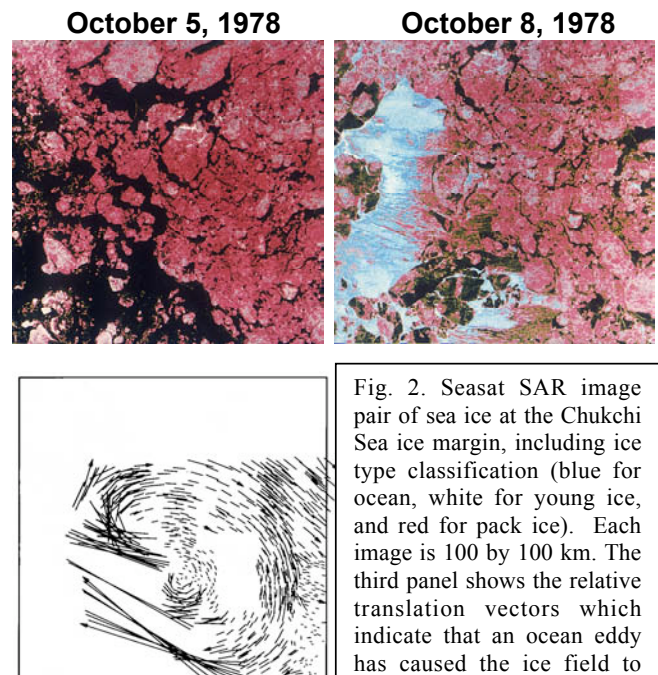 October 5, 1978
October 8, 1978
Fig. 2. Seasat SAR image
pair of sea ice at the Chukchi
Sea ice margin, including ice
type classification (blue for
ocean, white for young ice,
and red for pack ice). Each
image is 100 by 100 km. The
third panel shows the relative
translation vectors which
indicate that an ocean eddy
has caused the ice field to